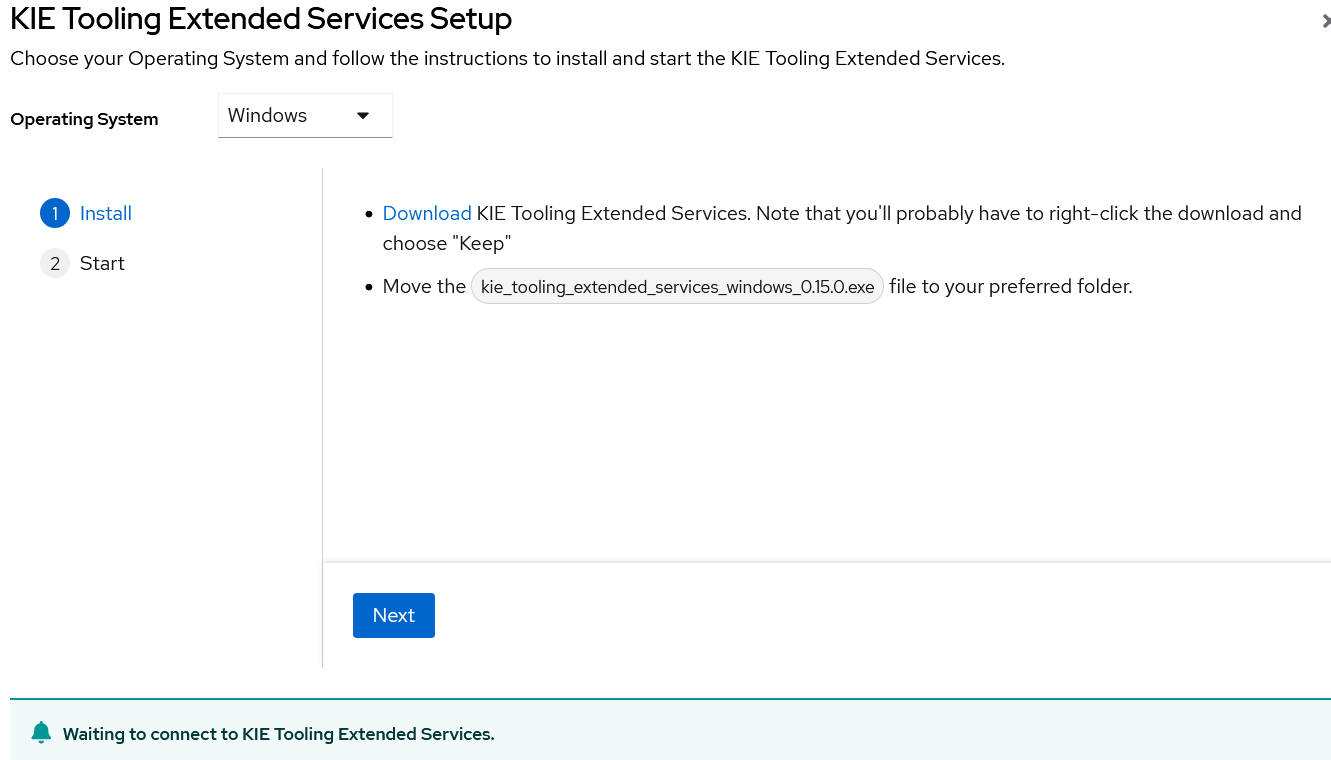 KIE Tooling Extended Services Setup
Choose your Operating System and follow the instructions to install and start the KIE Tooling Extended Services.
Operating System
Windows
1 Install
2 Start
Download KIE Tooling Extended Services. Note that you'll probably have to right-click the download and
choose "Keep"
Move the kie_tooling_extended_services_windows_0.15.0.exe file to your preferred folder.
Next
Waiting to connect to KIE Tooling Extended Services.